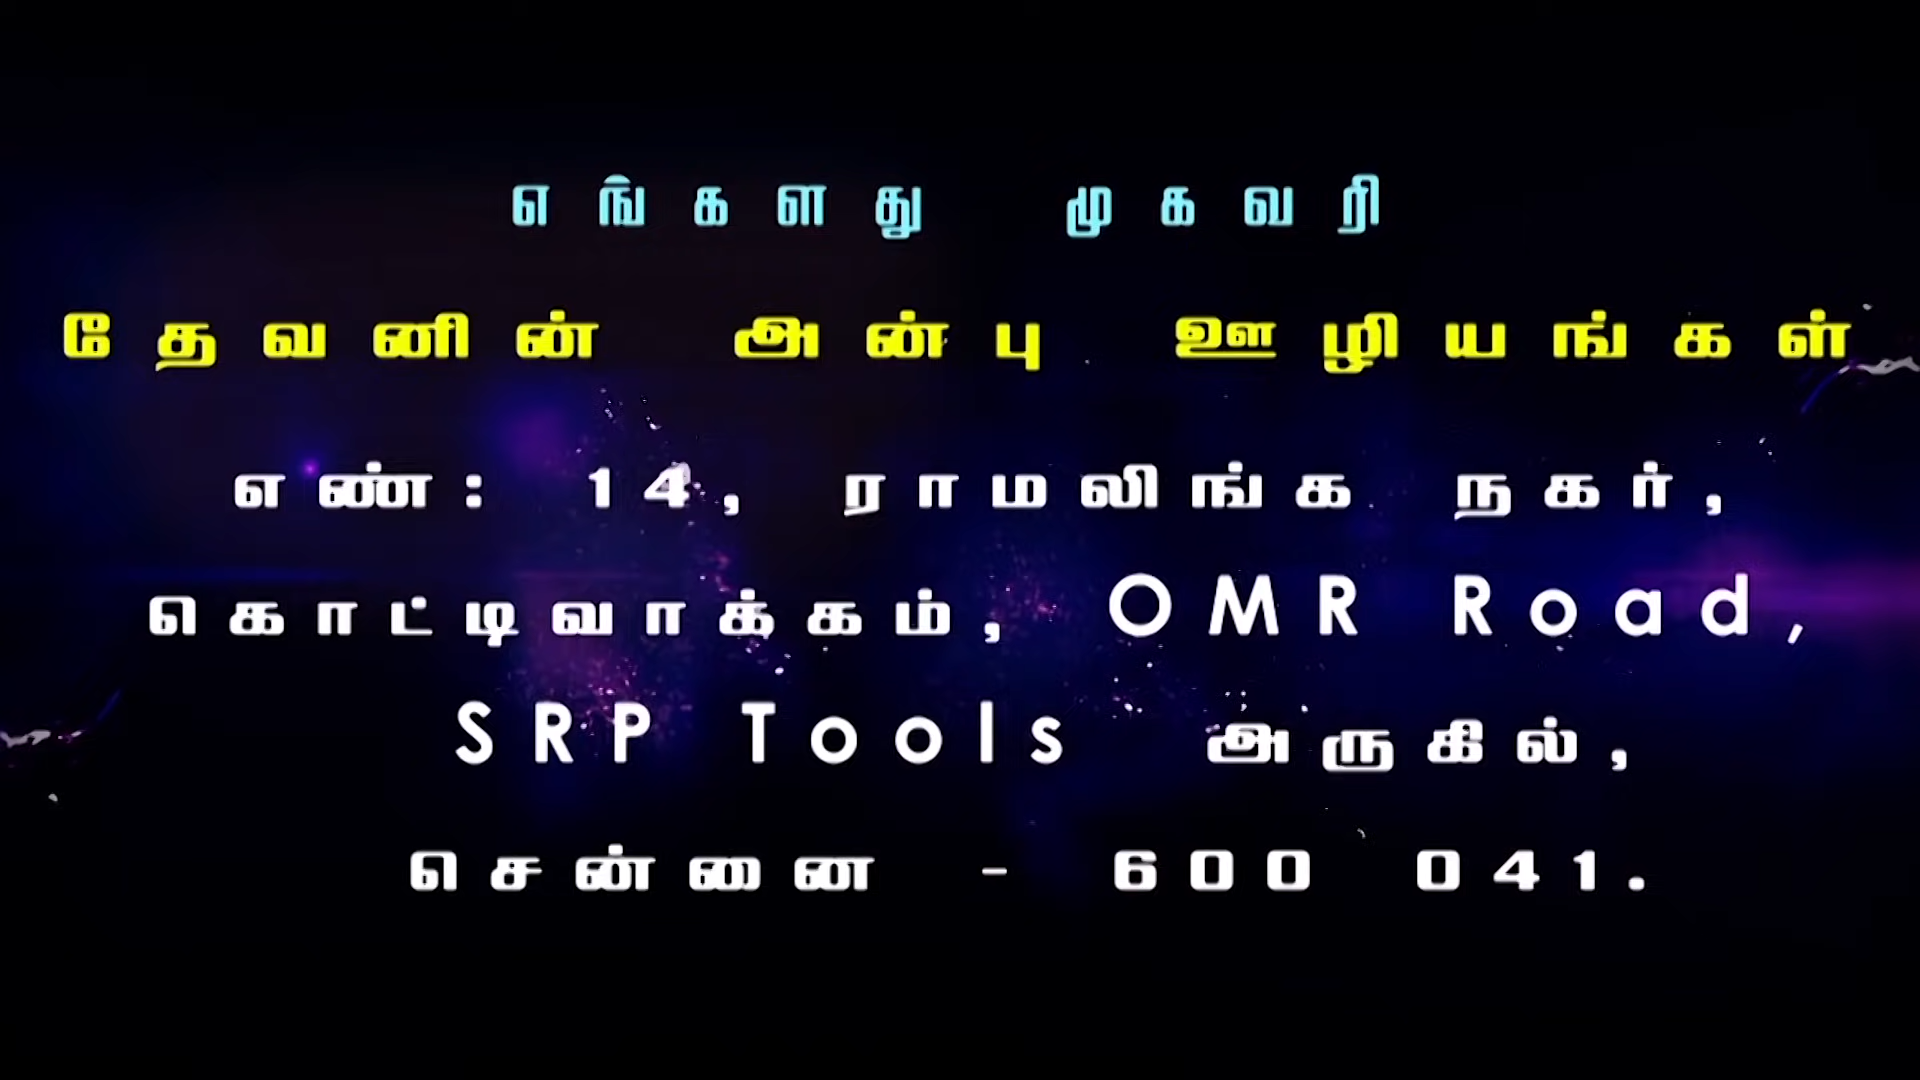 எங்களது முகவரி
தேவனின் அன்பு ஊழியங்கள்
எண்: 14, ராமலிங்க நகர்,
கொட்டிவாக்கம், OMR Road,
SRP Tools அருகில்,
சென்னை - 600 041.